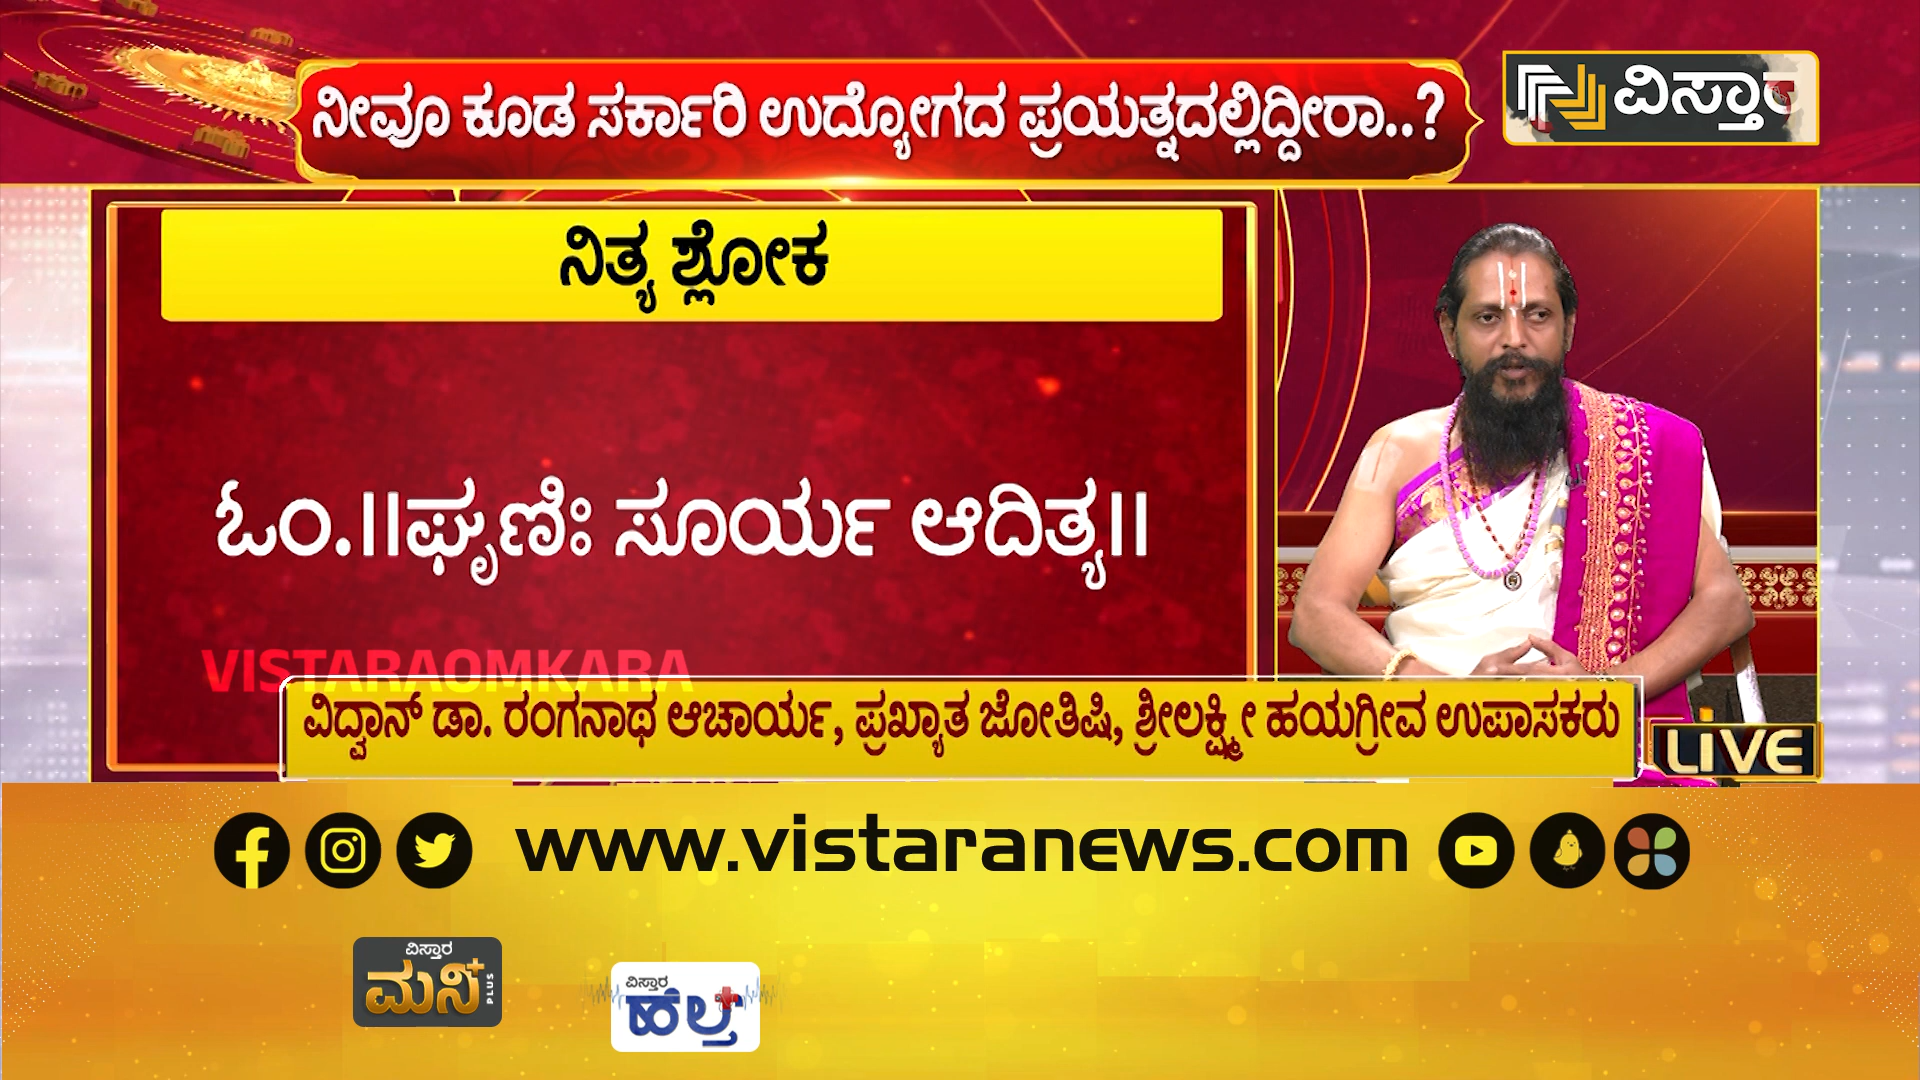 ನೀವೂ ಕೂಡ ಸರ್ಕಾರಿ ಉದ್ಯೋಗದ ಪ್ರಯತ್ನದಲ್ಲಿದ್ದೀರಾ..?
ವಿಸ್ತಾರ
ನಿತ್ಯ ಶ್ಲೋಕ
ಓಂ.||ಘೃಣಿಃ ಸೂರ್ಯ ಆದಿತ್ಯ||
VISTARAOMKARA
ವಿದ್ವಾನ್ ಡಾ. ರಂಗನಾಥ ಆಚಾರ್ಯ, ಪ್ರಖ್ಯಾತ ಜ್ಯೋತಿಷಿ, ಶ್ರೀಲಕ್ಷ್ಮೀ ಹಯಗ್ರೀವ ಉಪಾಸಕರು
LIVE
www.vistaranews.com
ವಿಸ್ತಾರ
ಮನಿ+ PLUS
ವಿಸ್ತಾರ
ಹೆಲ್ತ್